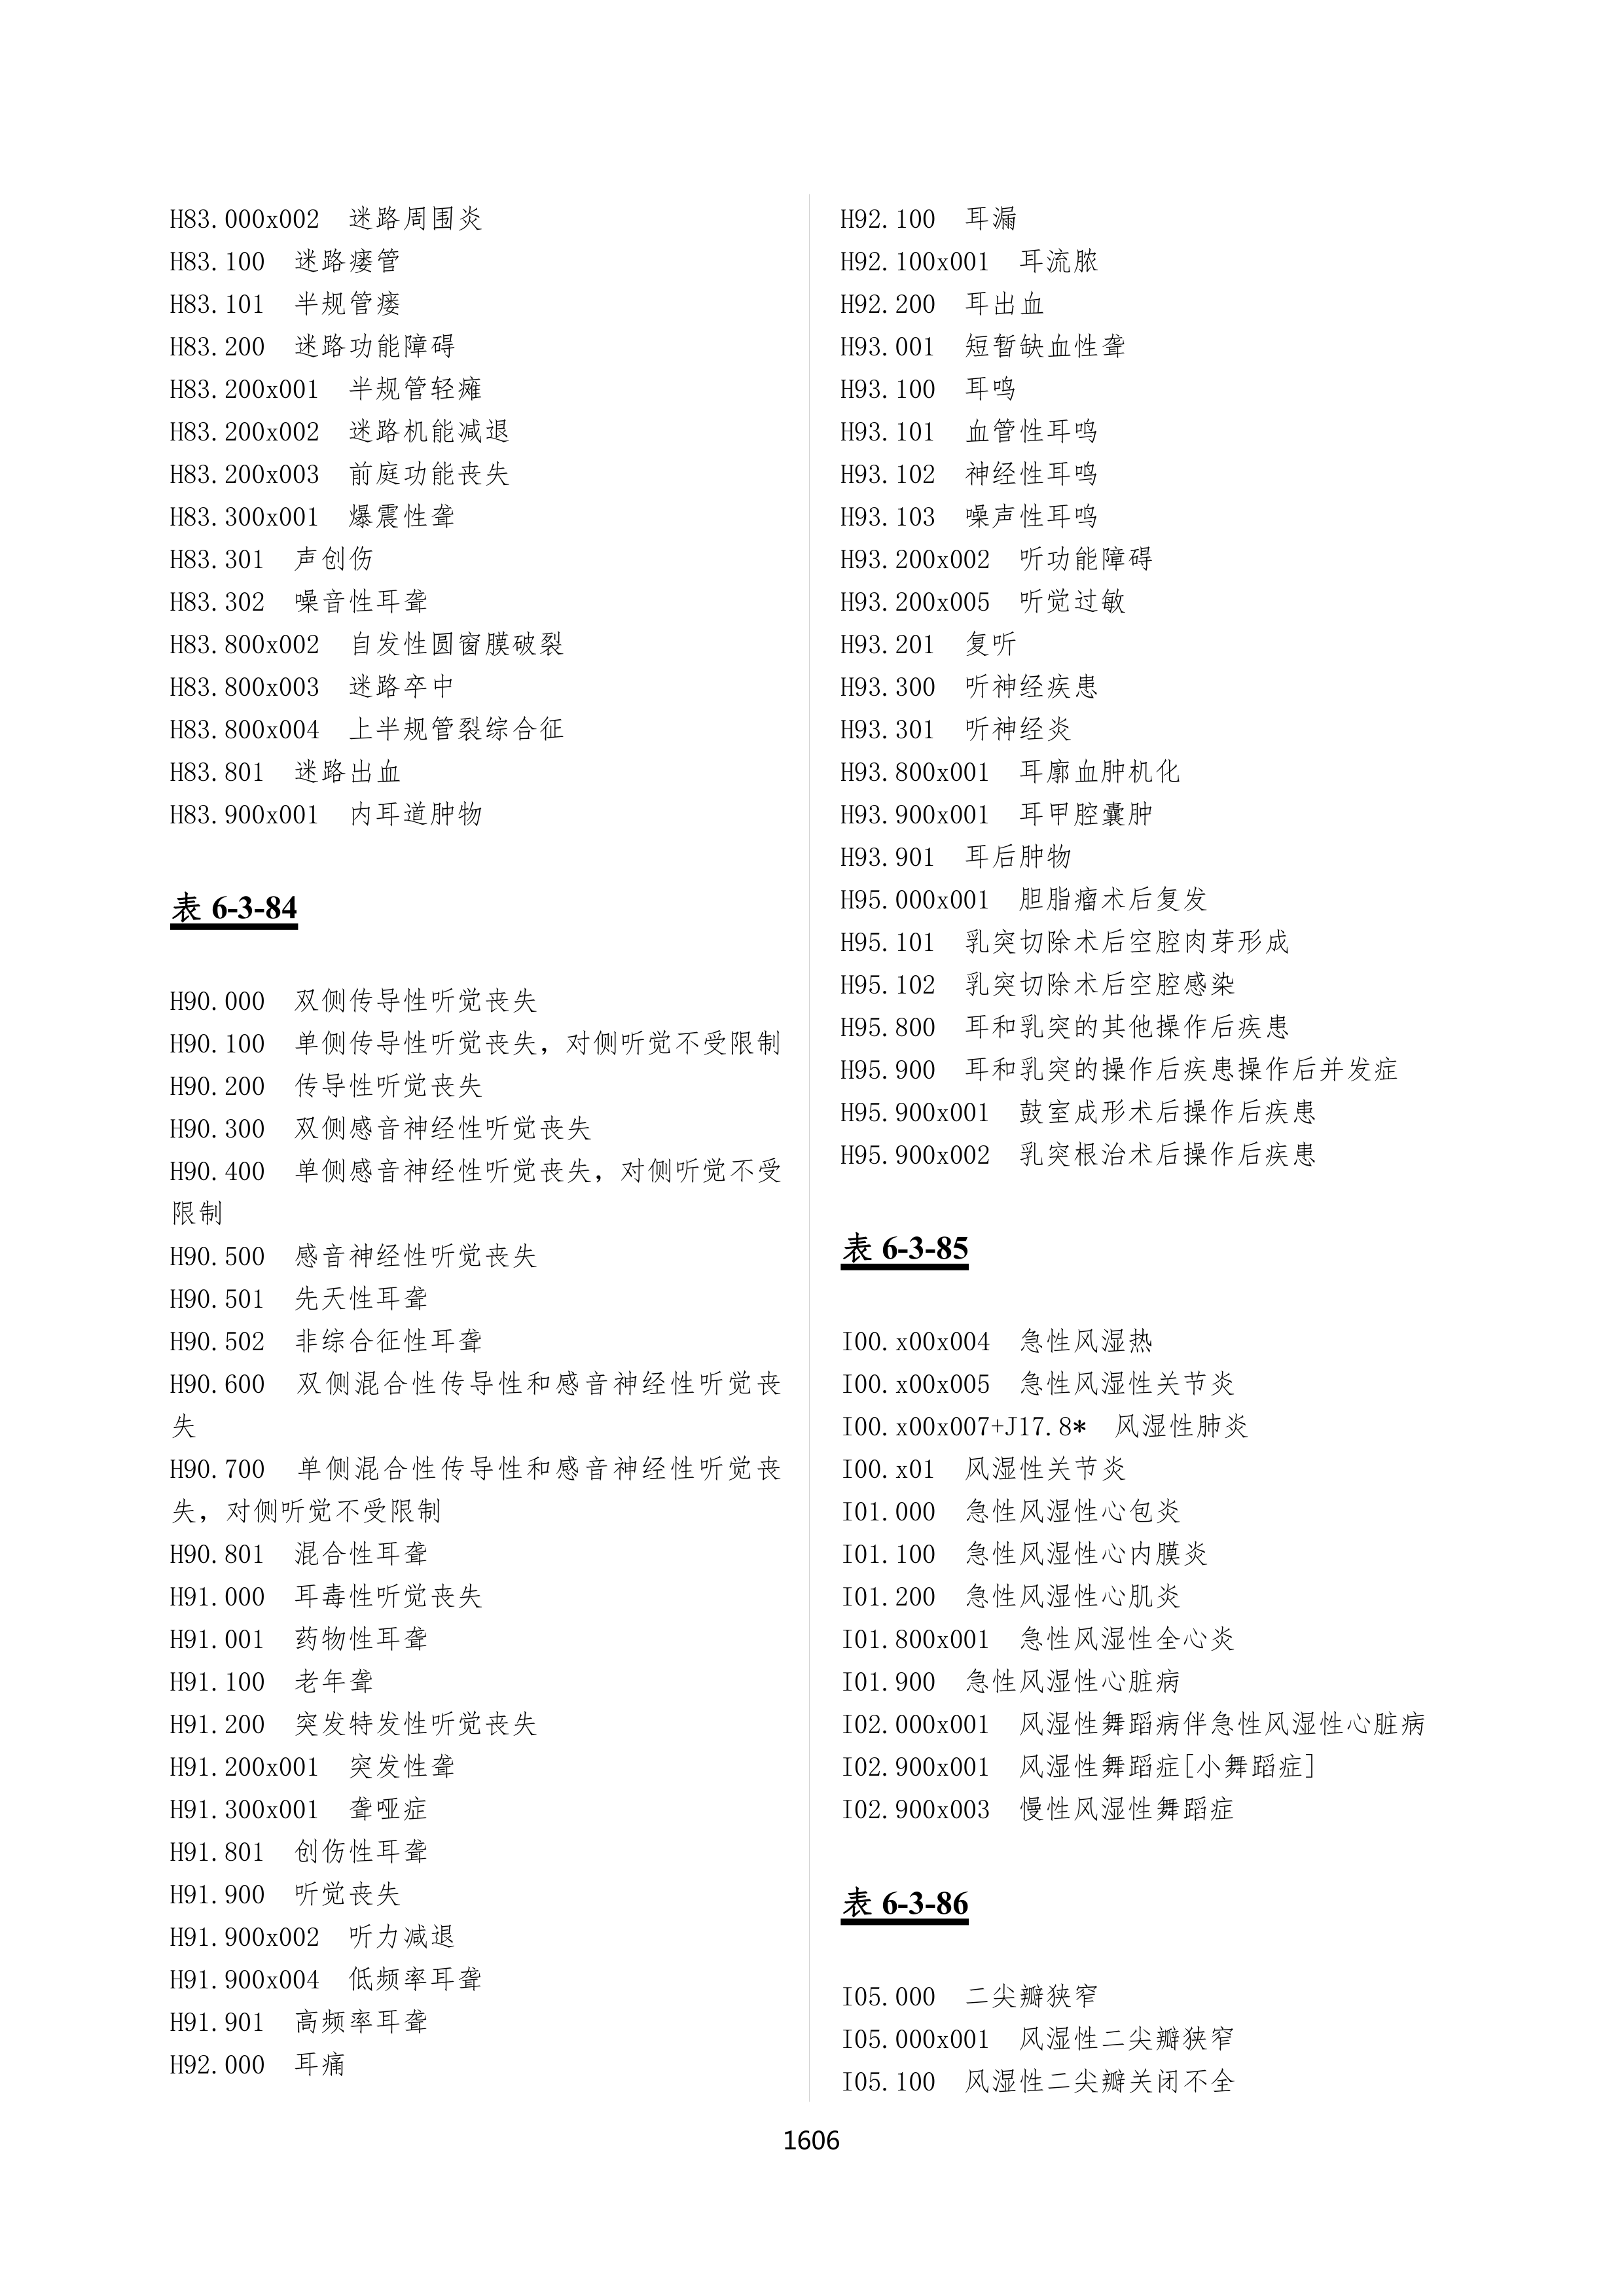 H83.000x002  迷路周围炎
H83.100  迷路瘘管
H83.101  半规管瘘
H83.200  迷路功能障碍
H83.200x001  半规管轻瘫
H83.200x002  迷路机能减退
H83.200x003  前庭功能丧失
H83.300x001  爆震性聋
H83.301  声创伤
H83.302  噪音性耳聋
H83.800x002  自发性圆窗膜破裂
H83.800x003  迷路卒中
H83.800x004  上半规管裂综合征
H83.801  迷路出血
H83.900x001  内耳道肿物
表 6-3-84
H90.000  双侧传导性听觉丧失
H90.100  单侧传导性听觉丧失，对侧听觉不受限制
H90.200  传导性听觉丧失
H90.300  双侧感音神经性听觉丧失
H90.400  单侧感音神经性听觉丧失，对侧听觉不受
限制
H90.500  感音神经性听觉丧失
H90.501  先天性耳聋
H90.502  非综合征性耳聋
H90.600  双侧混合性传导性和感音神经性听觉丧
失
H90.700  单侧混合性传导性和感音神经性听觉丧
失，对侧听觉不受限制
H90.801  混合性耳聋
H91.000  耳毒性听觉丧失
H91.001  药物性耳聋
H91.100  老年聋
H91.200  突发特发性听觉丧失
H91.200x001  突发性聋
H91.300x001  聋哑症
H91.801  创伤性耳聋
H91.900  听觉丧失
H91.900x002  听力减退
H91.900x004  低频率耳聋
H91.901  高频率耳聋
H92.000  耳痛
H92.100  耳漏
H92.100x001  耳流脓
H92.200  耳出血
H93.001  短暂缺血性聋
H93.100  耳鸣
H93.101  血管性耳鸣
H93.102  神经性耳鸣
H93.103  噪声性耳鸣
H93.200x002  听功能障碍
H93.200x005  听觉过敏
H93.201  复听
H93.300  听神经疾患
H93.301  听神经炎
H93.800x001  耳廓血肿机化
H93.900x001  耳甲腔囊肿
H93.901  耳后肿物
H95.000x001  胆脂瘤术后复发
H95.101  乳突切除术后空腔肉芽形成
H95.102  乳突切除术后空腔感染
H95.800  耳和乳突的其他操作后疾患
H95.900  耳和乳突的操作后疾患操作后并发症
H95.900x001  鼓室成形术后操作后疾患
H95.900x002  乳突根治术后操作后疾患
表 6-3-85
I00.x00x004  急性风湿热
I00.x00x005  急性风湿性关节炎
I00.x00x007+J17.8*  风湿性肺炎
I00.x01  风湿性关节炎
I01.000  急性风湿性心包炎
I01.100  急性风湿性心内膜炎
I01.200  急性风湿性心肌炎
I01.800x001  急性风湿性全心炎
I01.900  急性风湿性心脏病
I02.000x001  风湿性舞蹈病伴急性风湿性心脏病
I02.900x001  风湿性舞蹈症[小舞蹈症]
I02.900x003  慢性风湿性舞蹈症
表 6-3-86
I05.000  二尖瓣狭窄
I05.000x001  风湿性二尖瓣狭窄
I05.100  风湿性二尖瓣关闭不全
1606